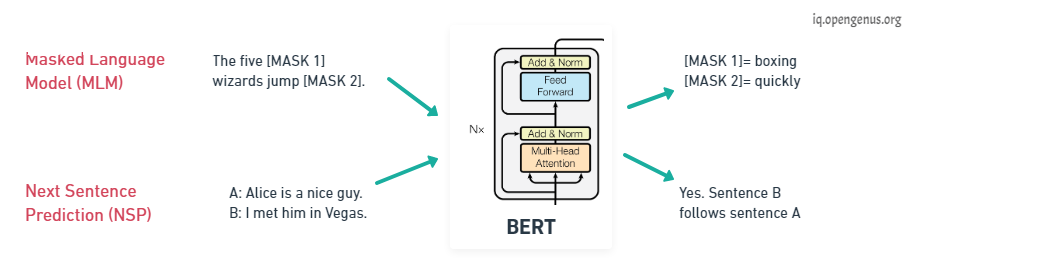 iq.opengenus.org
Masked Language
Model (MLM)
The five [MASK 1]
wizards jump [MASK 2].
[MASK 1]= boxing
[MASK 2]= quickly
Add & Norm
Feed
Forward
Nx
Add & Norm
Multi-Head
Attention
Next Sentence
Prediction (NSP)
A: Alice is a nice guy.
B: I met him in Vegas.
Yes. Sentence B
follows sentence A
BERT